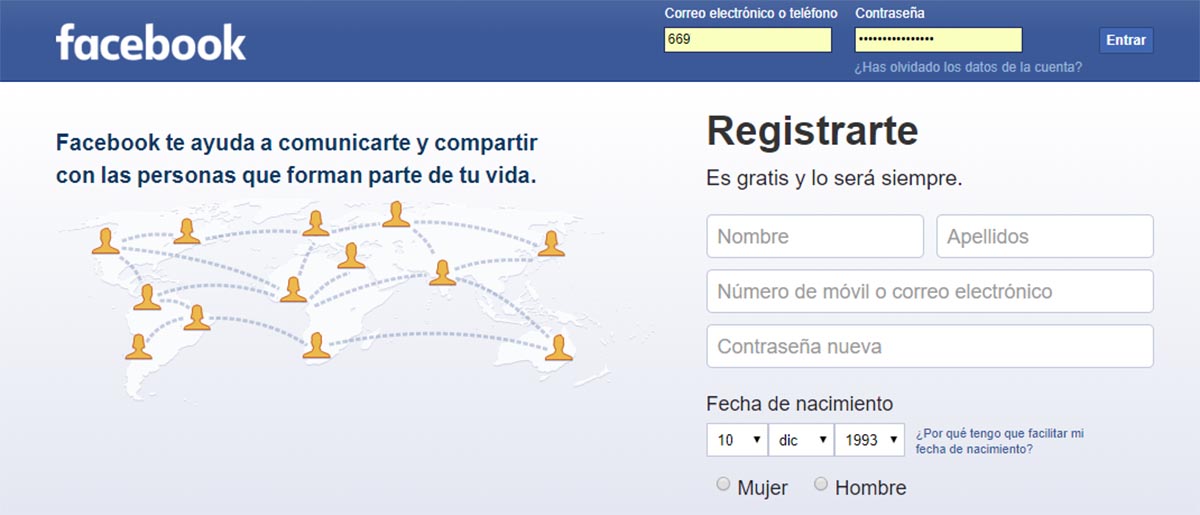 facebook
Correo electrónico o teléfono
Contraseña
669
••••••••••••••••
Entrar
¿Has olvidado los datos de la cuenta?
Facebook te ayuda a comunicarte y compartir
con las personas que forman parte de tu vida.
Registrarte
Es gratis y lo será siempre.
Nombre
Apellidos
Número de móvil o correo electrónico
Contraseña nueva
Fecha de nacimiento
10
dic
1993
¿Por qué tengo que facilitar mi
fecha de nacimiento?
Mujer
Hombre